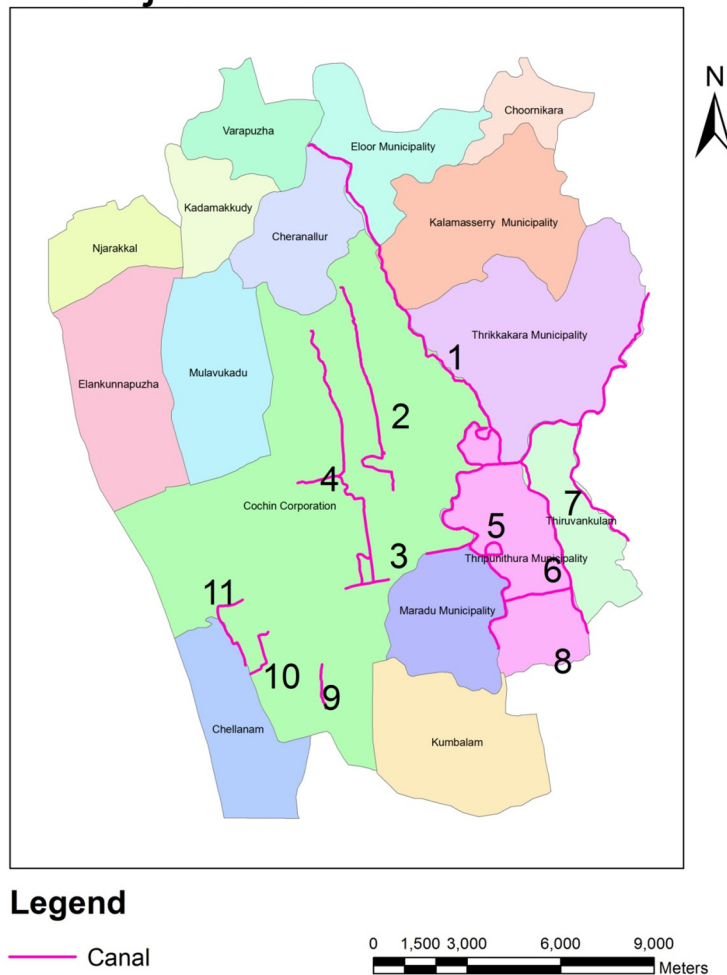 N
Choornikara
Varapuzha
Eloor Municipality
Kadamakkudy
Kalamasserry Municipality
Cheranallur
Njarakkal
Thrikkakara Municipality
1
Mulavukadu
Elankunnapuzha
2
4
Cochin Corporation
7
5
Thiruvankulam
3
Thripunithura Municipality
6
11
Maradu Municipality
8
10
9
Chellanam
Kumbalam
Legend
Canal
0 1,500 3,000 6,000 9,000
Meters